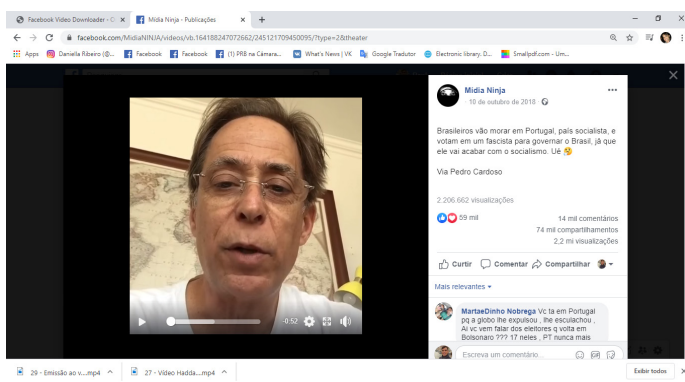 Facebook Video Downloader - O
Mídia Ninja - Publicações
facebook.com/MidiaNINJA/videos/vb.164188247072662/245121709450095/?type=2&theater
Apps
Daniella Ribeiro (@...
Facebook
Facebook
(1) PRB na Câmara...
What's News | VK
Google Tradutor
Electronic library. D...
Smallpdf.com - Um...
Mídia Ninja
10 de outubro de 2018
Brasileiros vão morar em Portugal, país socialista, e
votam em um fascista para governar o Brasil, já que
ele vai acabar com o socialismo. Uê 🤔
Via Pedro Cardoso
2.206.662 visualizações
59 mil
14 mil comentários
74 mil compartilhamentos
2,2 mi visualizações
Curtir
Comentar
Compartilhar
Mais relevantes
MartaeDinho Nobrega Vc ta em Portugal
pq a globo lhe expulsou , lhe esculachou ,
Ai vc vem falar dos eleitores q volta em
Bolsonaro ??? 17 neles , PT nunca mais
Escreva um comentário...
GIF
-0:52
29 - Emissão ao v....mp4
27 - Vídeo Hadda....mp4
Exibir todos